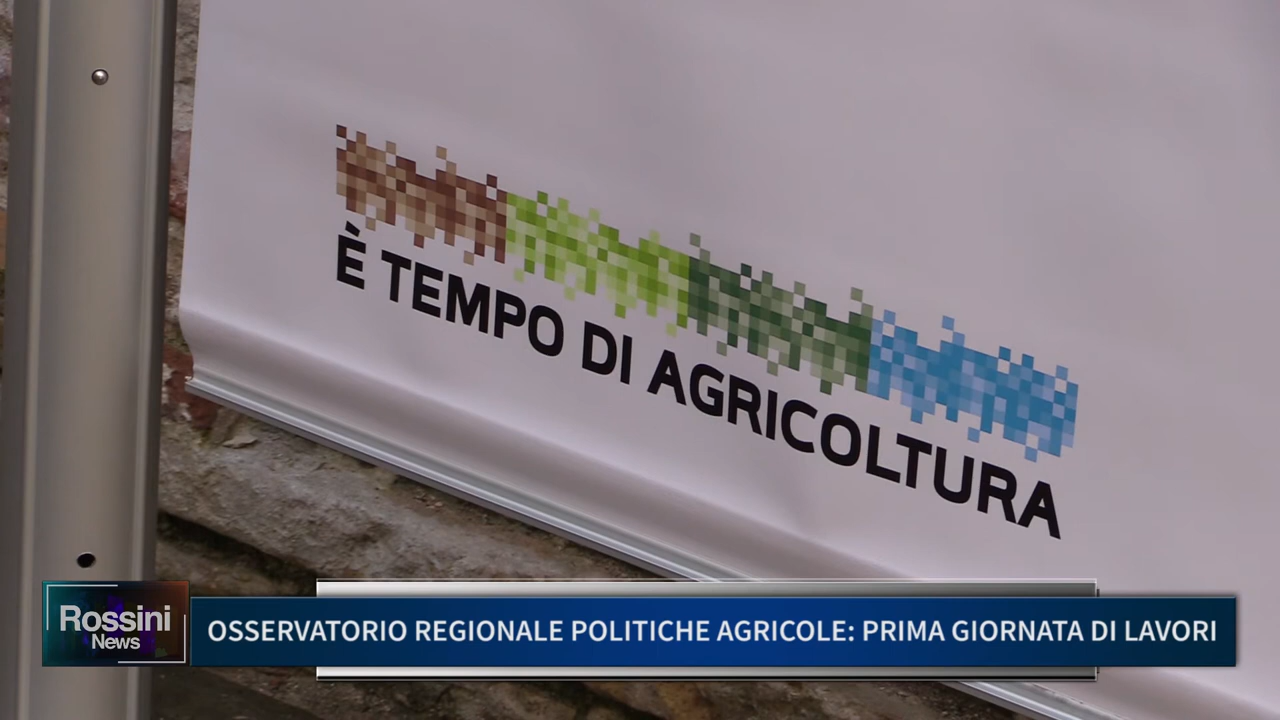 È TEMPO DI AGRICOLTURA
Rossini
News
OSSERVATORIO REGIONALE POLITICHE AGRICOLE: PRIMA GIORNATA DI LAVORI